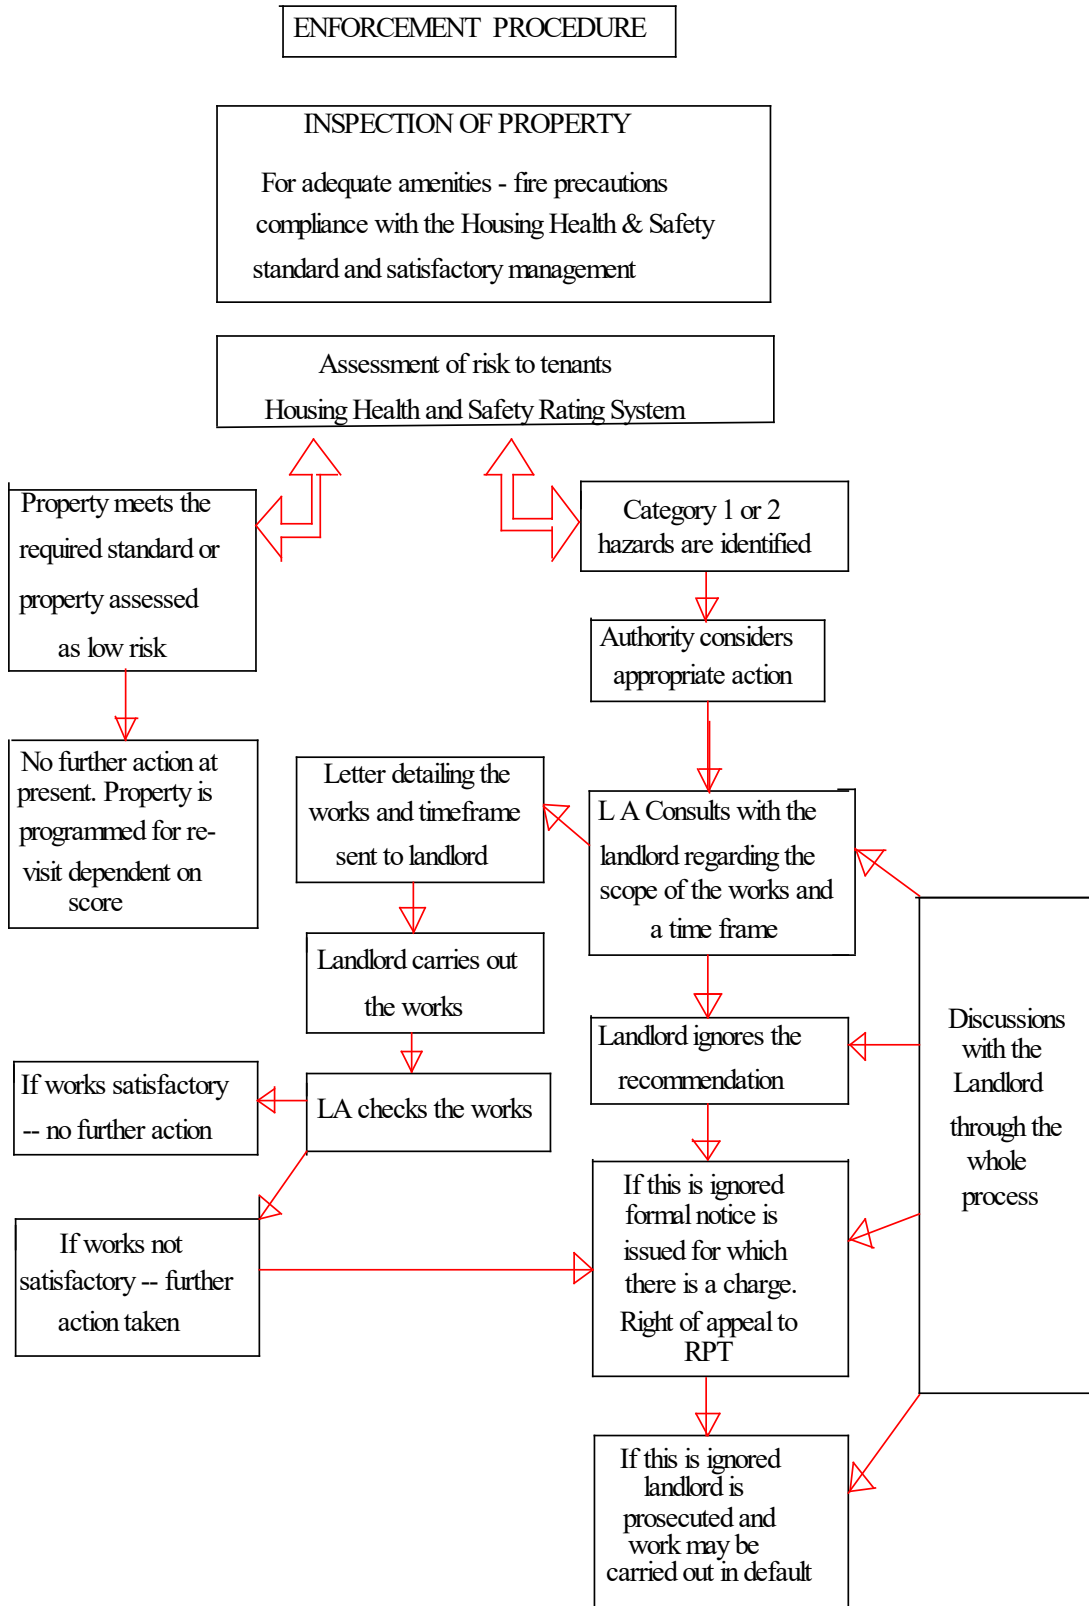 ENFORCEMENT PROCEDURE
INSPECTION OF PROPERTY
For adequate amenities - fire precautions
compliance with the Housing Health & Safety
standard and satisfactory management
Assessment of risk to tenants
Housing Health and Safety Rating System
Property meets the
required standard or
property assessed
as low risk
Category 1 or 2
hazards are identified
Authority considers
appropriate action
No further action at
present. Property is
programmed for re-
visit dependent on
score
Letter detailing the
works and timeframe
sent to landlord
L A Consults with the
landlord regarding the
scope of the works and
a time frame
Landlord carries out
the works
Landlord ignores the
recommendation
Discussions
with the
Landlord
through the
whole
process
If works satisfactory
-- no further action
LA checks the works
If works not
satisfactory -- further
action taken
If this is ignored
formal notice is
issued for which
there is a charge.
Right of appeal to
RPT
If this is ignored
landlord is
prosecuted and
work may be
carried out in default